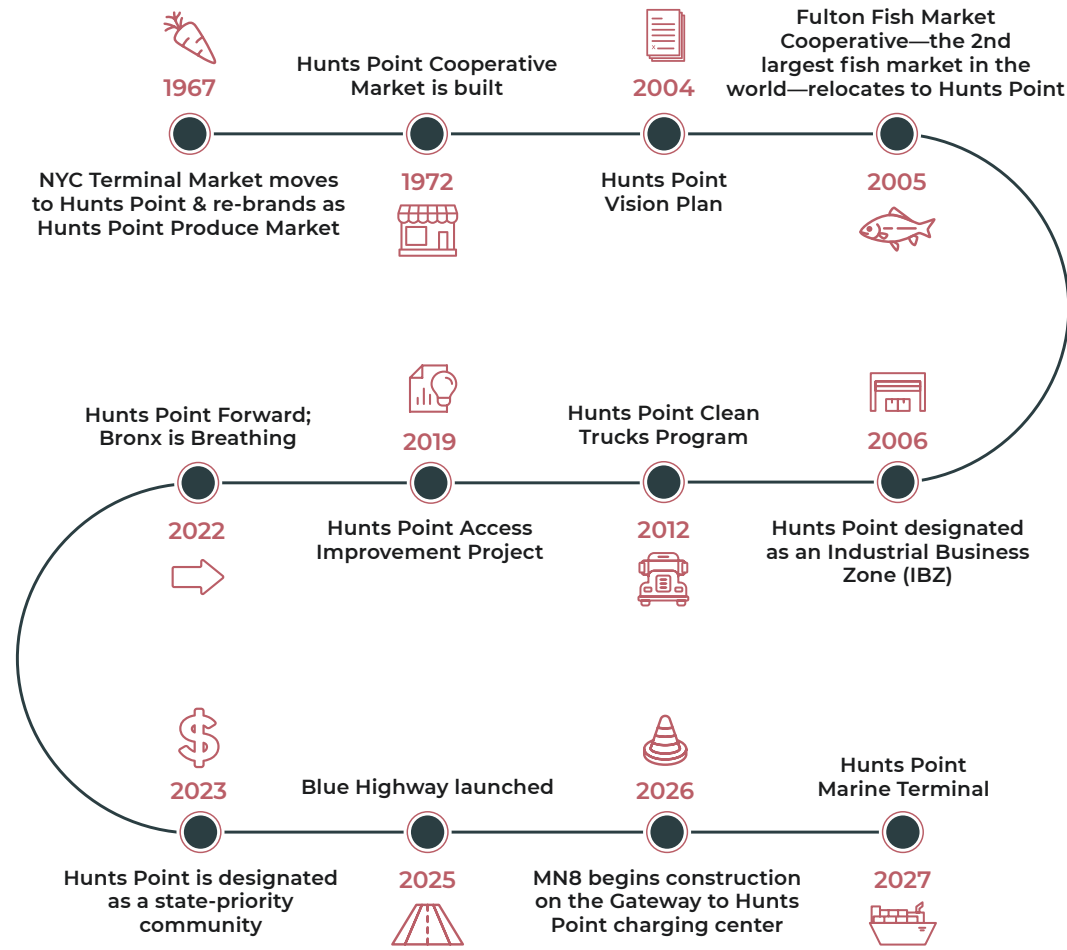 1967
NYC Terminal Market moves
to Hunts Point & re-brands as
Hunts Point Produce Market
Hunts Point Cooperative
Market is built
1972
2004
Hunts Point
Vision Plan
Fulton Fish Market
Cooperative—the 2nd
largest fish market in the
world—relocates to Hunts Point
2005
2006
Hunts Point designated
as an Industrial Business
Zone (IBZ)
Hunts Point Clean
Trucks Program
2012
2019
Hunts Point Access
Improvement Project
Hunts Point Forward;
Bronx is Breathing
2022
2023
Hunts Point is designated
as a state-priority
community
Blue Highway launched
2025
2026
MN8 begins construction
on the Gateway to Hunts
Point charging center
Hunts Point
Marine Terminal
2027